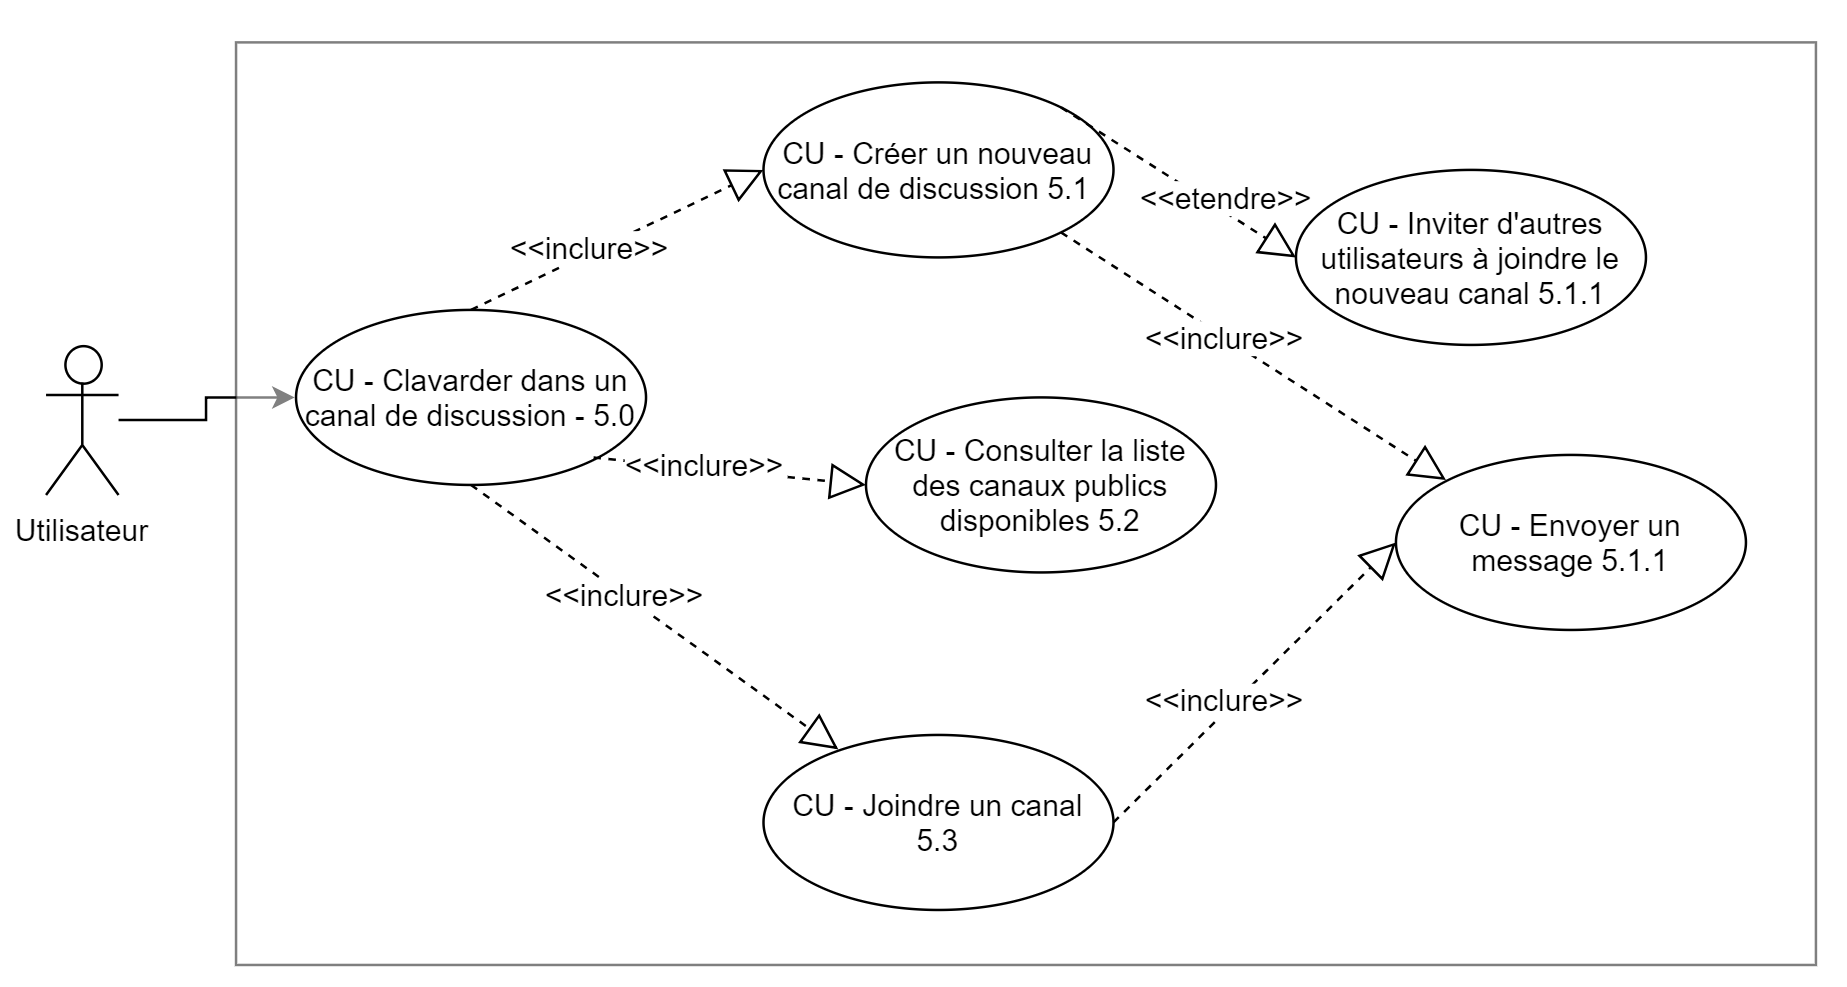 CU - Créer un nouveau
canal de discussion 5.1
<<etendre>>
CU - Inviter d'autres
utilisateurs à joindre le
nouveau canal 5.1.1
<<inclure>>
<<inclure>>
CU - Clavarder dans un
canal de discussion - 5.0
<<inclure>>
CU - Consulter la liste
des canaux publics
disponibles 5.2
Utilisateur
CU - Envoyer un
message 5.1.1
<<inclure>>
<<inclure>>
CU - Joindre un canal
5.3